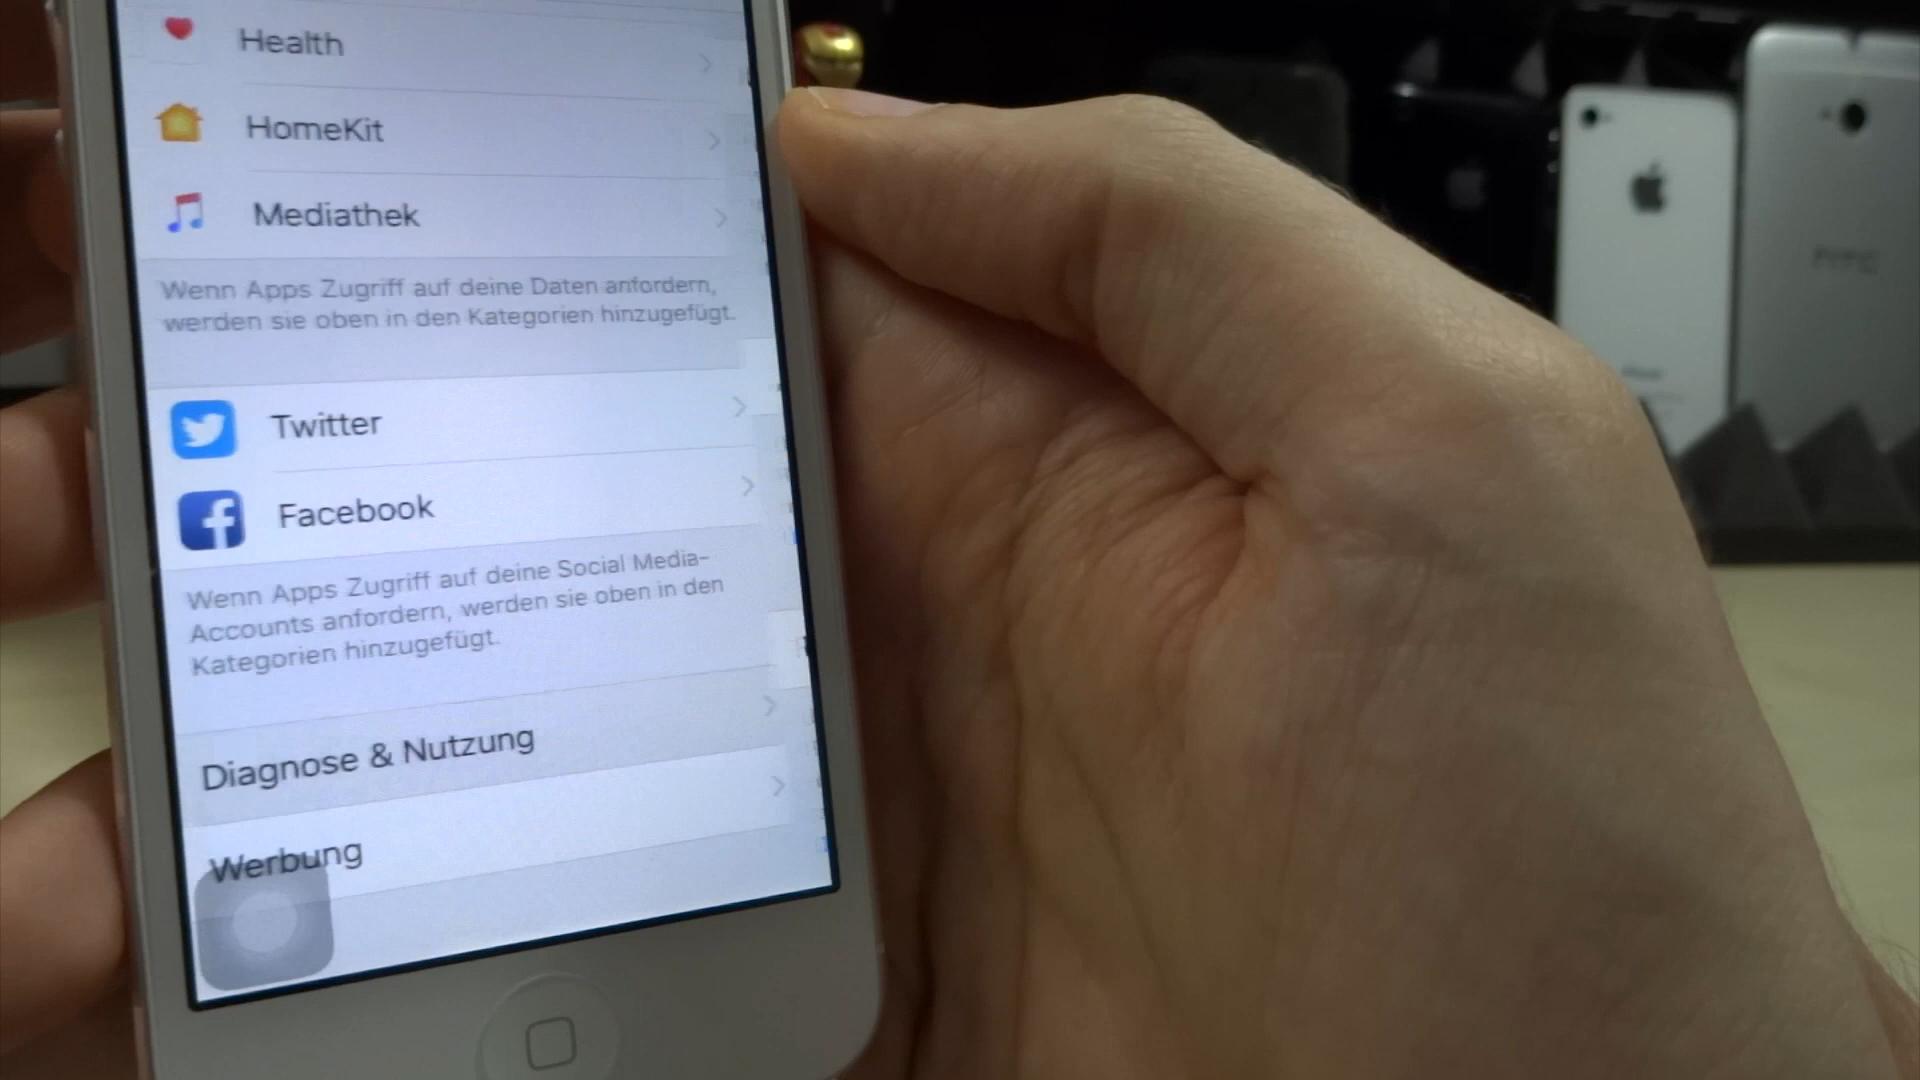 Health
HomeKit
Mediathek
Wenn Apps Zugriff auf deine Daten anfordern,
werden sie oben in den Kategorien hinzugefügt.
Twitter
Facebook
Wenn Apps Zugriff auf deine Social Media-
Accounts anfordern, werden sie oben in den
Kategorien hinzugefügt.
Diagnose & Nutzung
Werbung
hTC